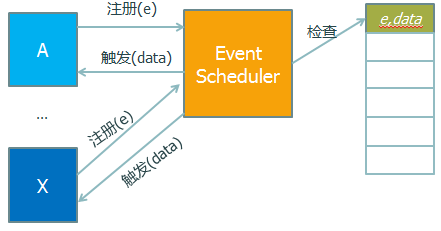 注册(e)
e.data
A
触发(data)
Event
Scheduler
检查
...
注册(e)
X
触发(data)